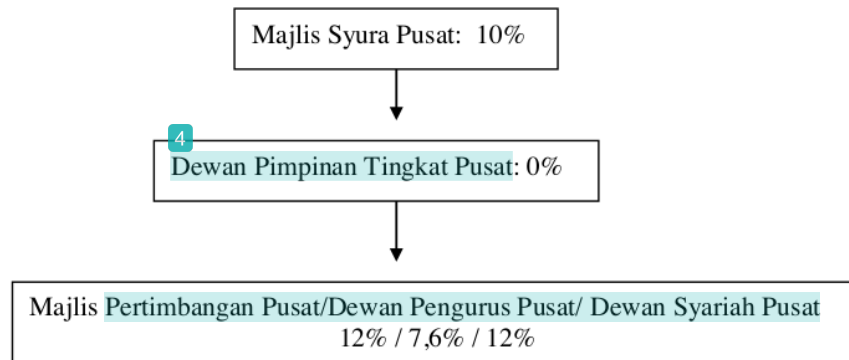 Majlis Syura Pusat: 10%
4
Dewan Pimpinan Tingkat Pusat: 0%
Majlis Pertimbangan Pusat/Dewan Pengurus Pusat/ Dewan Syariah Pusat
12% / 7,6% / 12%